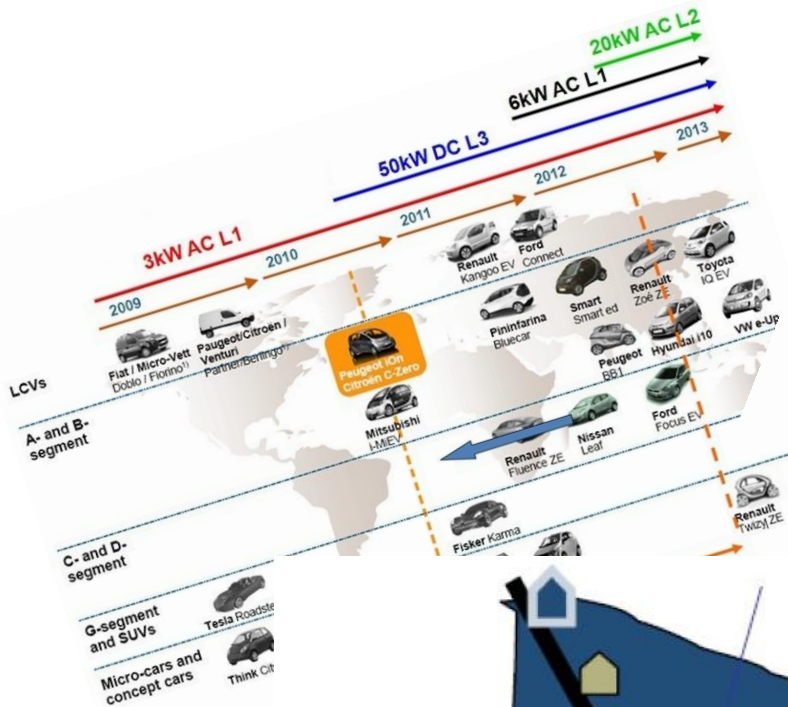 20kW AC L2
6kW AC L1
50kW DC L3
3kW AC L1
2009
2010
2011
2012
2013
LCVs
Fiat / Micro-Vett
Doblo / Fiorino¹⁾
Peugeot/Citroën /
Venturi
Partner/Berlingo
Renault
Kangoo EV
Ford
Connect
A- and B-
segment
Peugeot iOn
Citroën C-Zero
Mitsubishi
i-MiEV
Pininfarina
Bluecar
Smart
Smart ed
Renault
Zoé ZE
Toyota
IQ EV
Peugeot
BB1
Hyundai i10
VW e-Up
C- and D-
segment
Renault
Fluence ZE
Nissan
Leaf
Ford
Focus EV
G-segment
and SUVs
Tesla Roadste
Fisker Karma
Micro-cars and
concept cars
Think Cit
Renault
Twizy ZE